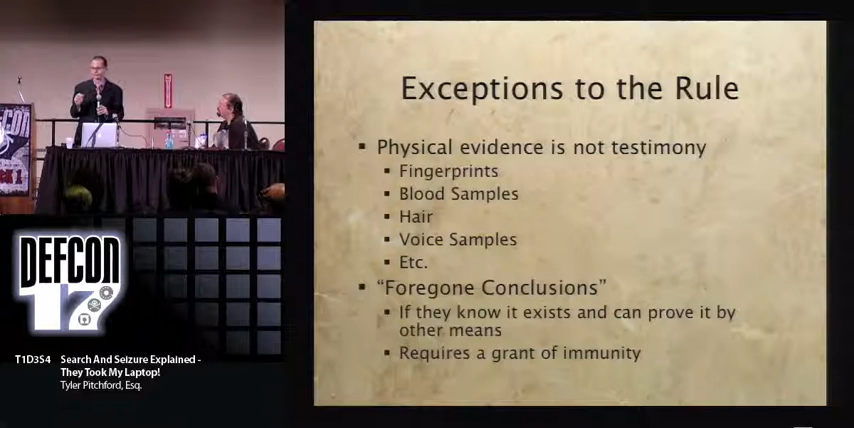 Exceptions to the Rule
▪ Physical evidence is not testimony
▪ Fingerprints
▪ Blood Samples
▪ Hair
▪ Voice Samples
▪ Etc.
▪ “Foregone Conclusions”
▪ If they know it exists and can prove it by
other means
▪ Requires a grant of immunity
DEFCON
DEFCON
17
T1D3S4 Search And Seizure Explained -
They Took My Laptop!
Tyler Pitchford, Esq.